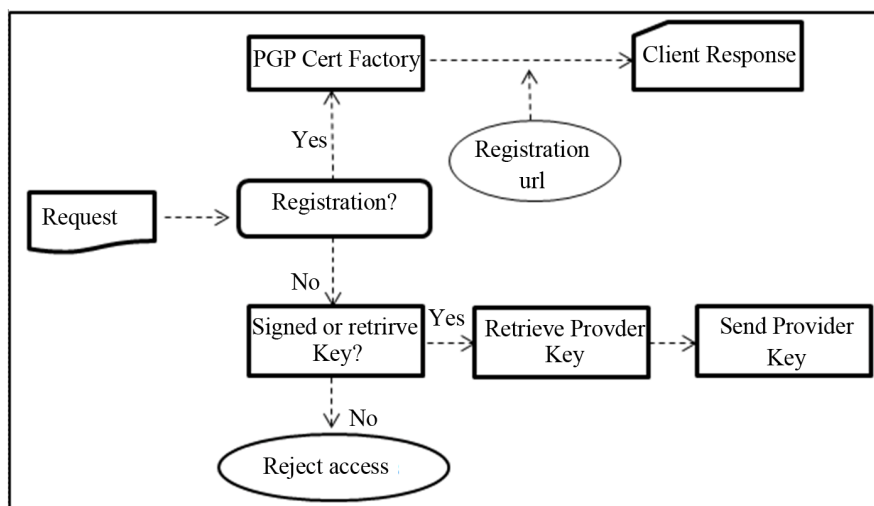 PGP Cert Factory
Client Response
Yes
Registration
url
Request
Registration?
No
Signed or retrirve
Key?
Yes
Retrieve Provder
Key
Send Provider
Key
No
Reject access